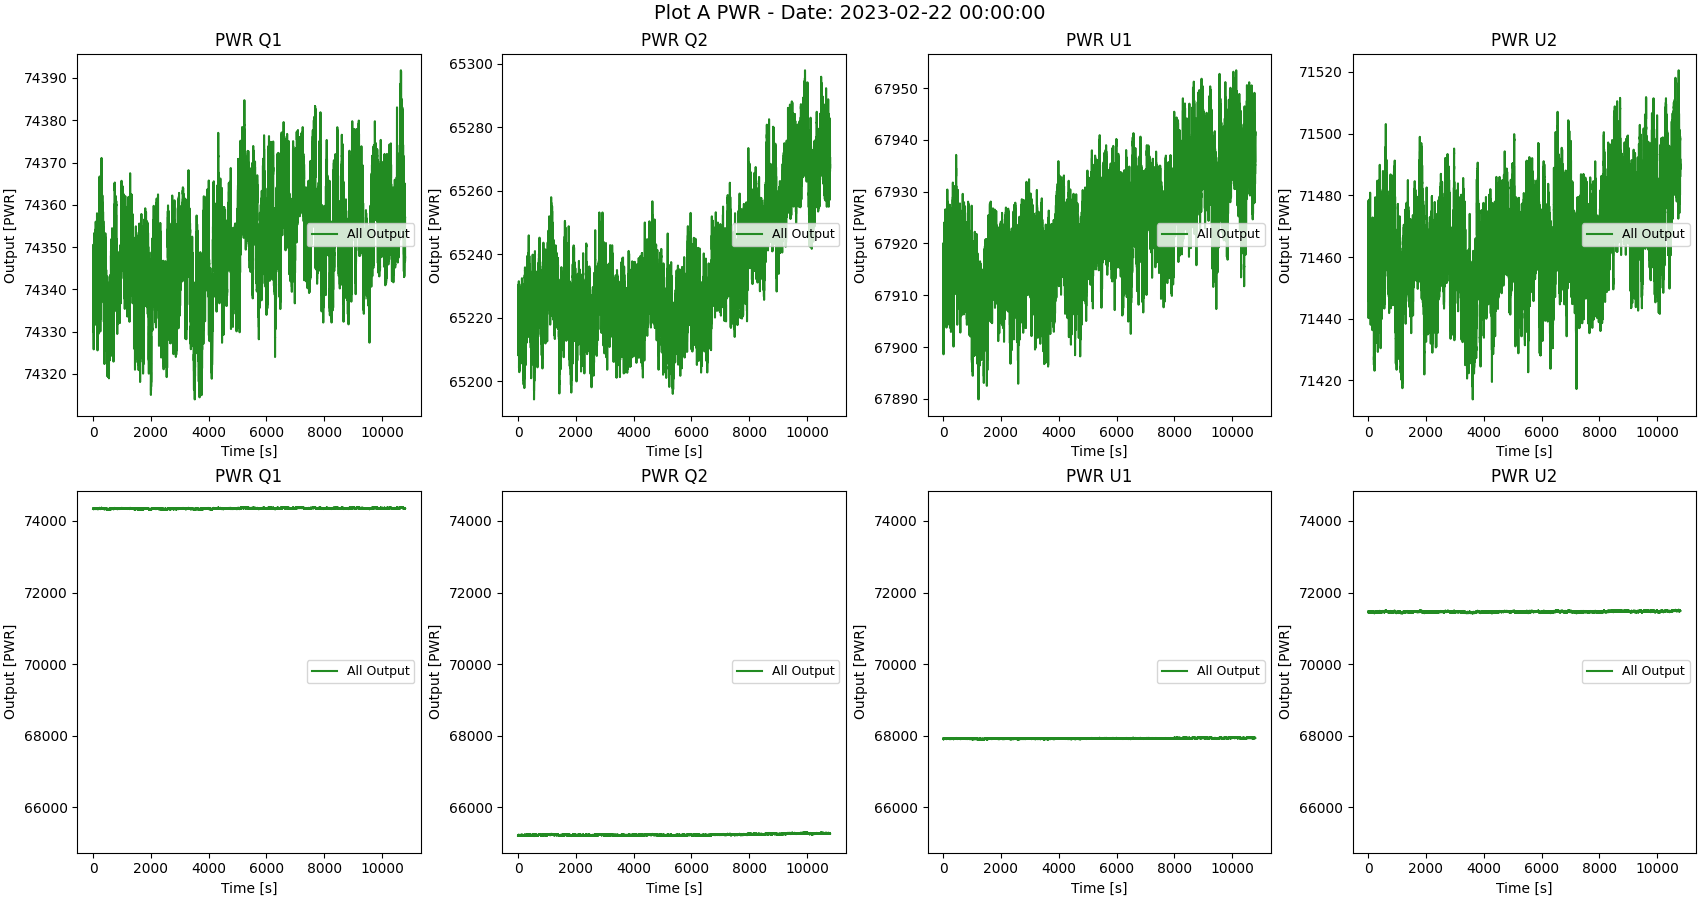 Plot A PWR - Date: 2023-02-22 00:00:00
PWR Q1
PWR Q2
PWR U1
PWR U2
Output [PWR]
74390
74380
74370
74360
74350
74340
74330
74320
All Output
0 2000 4000 6000 8000 10000
Time [s]
Output [PWR]
65300
65280
65260
65240
65220
65200
All Output
0 2000 4000 6000 8000 10000
Time [s]
Output [PWR]
67950
67940
67930
67920
67910
67900
67890
All Output
0 2000 4000 6000 8000 10000
Time [s]
Output [PWR]
71520
71500
71480
71460
71440
71420
All Output
0 2000 4000 6000 8000 10000
Time [s]
PWR Q1
PWR Q2
PWR U1
PWR U2
Output [PWR]
74000
72000
70000
68000
66000
All Output
0 2000 4000 6000 8000 10000
Time [s]
Output [PWR]
74000
72000
70000
68000
66000
All Output
0 2000 4000 6000 8000 10000
Time [s]
Output [PWR]
74000
72000
70000
68000
66000
All Output
0 2000 4000 6000 8000 10000
Time [s]
Output [PWR]
74000
72000
70000
68000
66000
All Output
0 2000 4000 6000 8000 10000
Time [s]